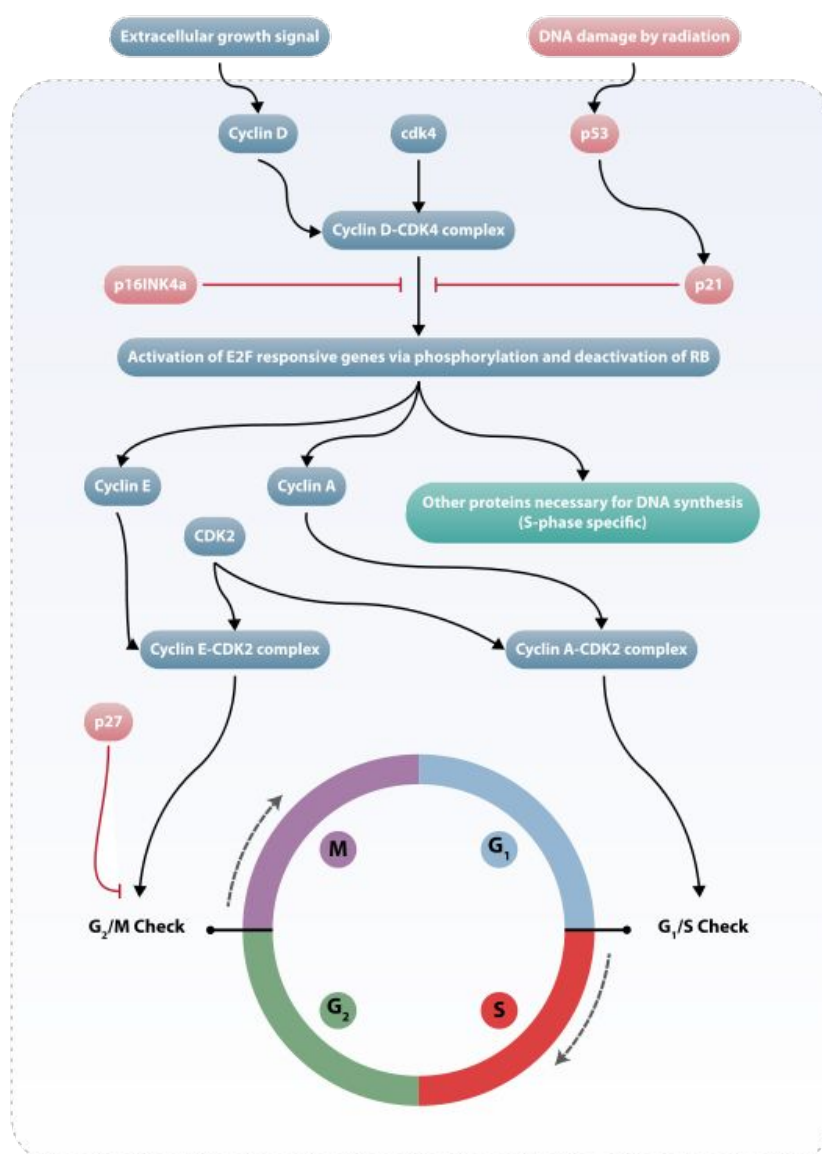 Extracellular growth signal
DNA damage by radiation
Cyclin D
cdk4
p53
Cyclin D-CDK4 complex
p16INK4a
p21
Activation of E2F responsive genes via phosphorylation and deactivation of RB
Cyclin E
Cyclin A
Other proteins necessary for DNA synthesis
(S-phase specific)
CDK2
Cyclin E-CDK2 complex
Cyclin A-CDK2 complex
p27
M
G₁
G₂/M Check
G₁/S Check
G₂
S